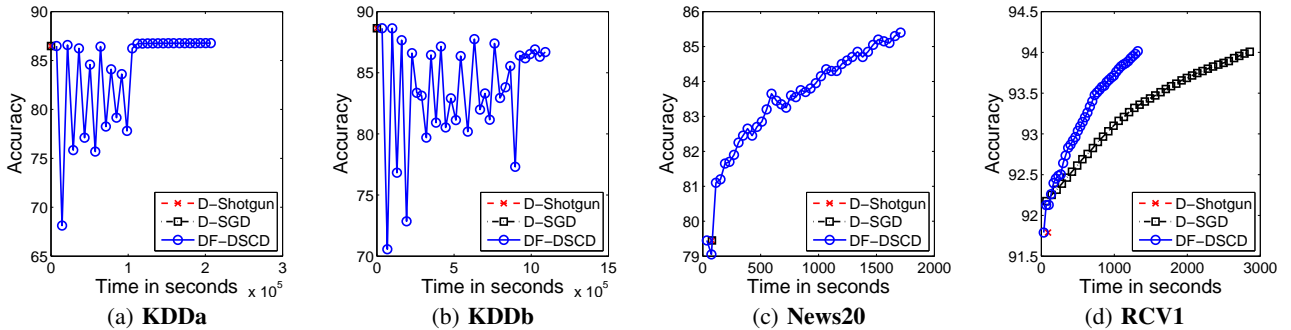 90
85
80
75
70
65
Accuracy
0
1
2
3
Time in seconds
x 10^5
D-Shotgun
D-SGD
DF-DSCD
(a) KDDa
90
85
80
75
70
Accuracy
0
5
10
15
Time in seconds
x 10^5
D-Shotgun
D-SGD
DF-DSCD
(b) KDDb
86
85
84
83
82
81
80
79
Accuracy
0
500
1000
1500
2000
Time in seconds
D-Shotgun
D-SGD
DF-DSCD
(c) News20
94.5
94
93.5
93
92.5
92
91.5
Accuracy
0
1000
2000
3000
Time in seconds
D-Shotgun
D-SGD
DF-DSCD
(d) RCV1